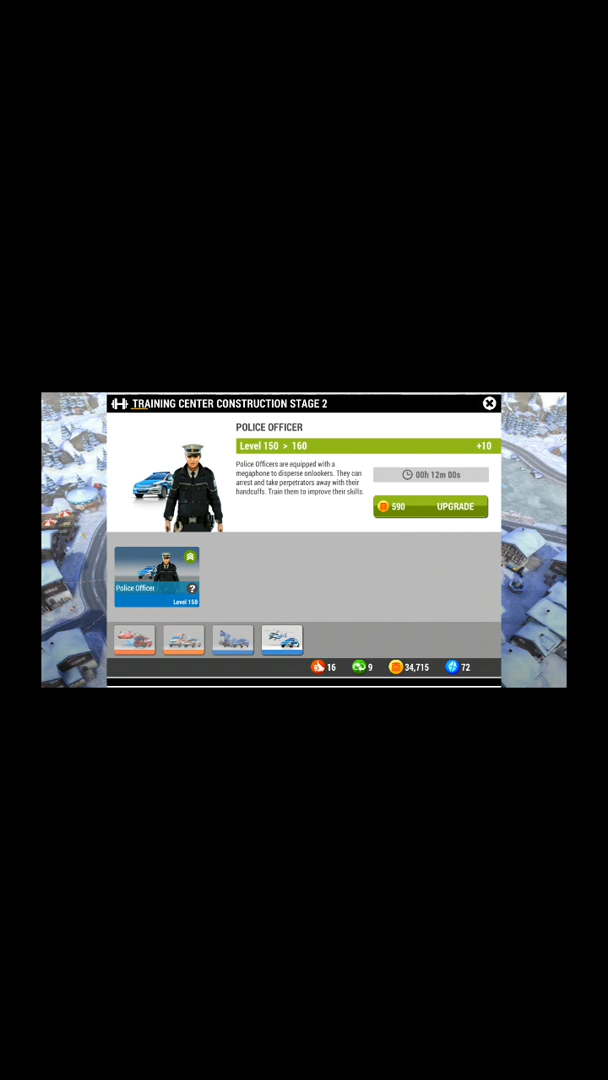 TRAINING CENTER CONSTRUCTION STAGE 2
POLICE OFFICER
Level 150 > 160 +10
Police Officers are equipped with a
megaphone to disperse onlookers. They can
arrest and take perpetrators away with their
handcuffs. Train them to improve their skills.
00h 12m 00s
590 UPGRADE
Police Officer ?
Level 150
16 9 34,715 72